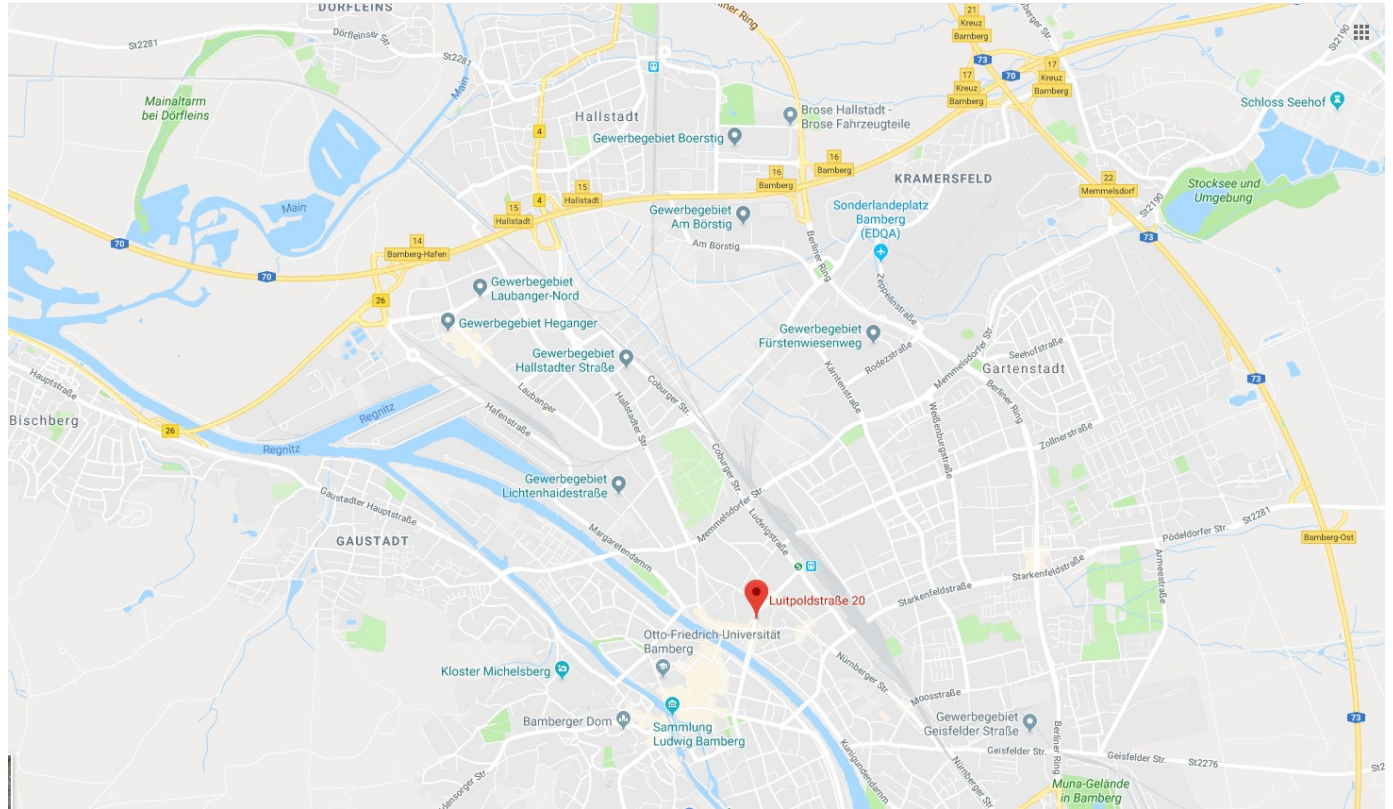 DÖRFLEINS
Dörfleinser Str.
St2281
St2281
Berliner Ring
21
Kreuz
Bamberg
17
Kreuz
Bamberg
17
Kreuz
Bamberg
73
70
St2190
Schloss Seehof
Mainaltarm
bei Dörfleins
Main
Hallstadt
Brose Hallstadt -
Brose Fahrzeugteile
Gewerbegebiet Boerstig
4
16
Bamberg
16
Bamberg
KRAMERSFELD
22
Memmelsdorf
St2190
Stocksee und
Umgebung
Main
15
Hallstadt
4
15
Hallstadt
Gewerbegebiet
Am Börstig
Sonderlandeplatz
Bamberg
(EDQA)
73
70
14
Bamberg-Hafen
70
Am Börstig
Berliner Ring
Zeppelinstraße
26
Gewerbegebiet
Laubanger-Nord
Gewerbegebiet Heganger
Gewerbegebiet
Hallstadter Straße
Gewerbegebiet
Fürstenwiesenweg
Rodezstraße
Memmelsdorfer Str.
Seehofstraße
Gartenstadt
73
Hauptstraße
Bischberg
26
Regnitz
Regnitz
Laubanger
Hafenstraße
Hallstadter Str.
Coburger Str.
Kärntenstraße
Weißenburgstraße
Berliner Ring
Zollnerstraße
Coburger Str.
Gewerbegebiet
Lichtenhaidestraße
Gaustadter Hauptstraße
GAUSTADT
Margaretendamm
Memmelsdorfer Str.
Ludwigstraße
Pödeldorfer Str.
St2281
Bamberg-Ost
Armeestraße
Starkenfeldstraße
Starkenfeldstraße
Luitpoldstraße 20
Otto-Friedrich-Universität
Bamberg
Kloster Michelsberg
Nürnberger Str.
Moosstraße
Bamberger Dom
Sammlung
Ludwig Bamberg
Gewerbegebiet
Geisfelder Straße
73
Kunigundendamm
Nürnberger Str.
Berliner Ring
Geisfelder Str.
Geisfelder Str.
St2276
Muna-Gelände
in Bamberg